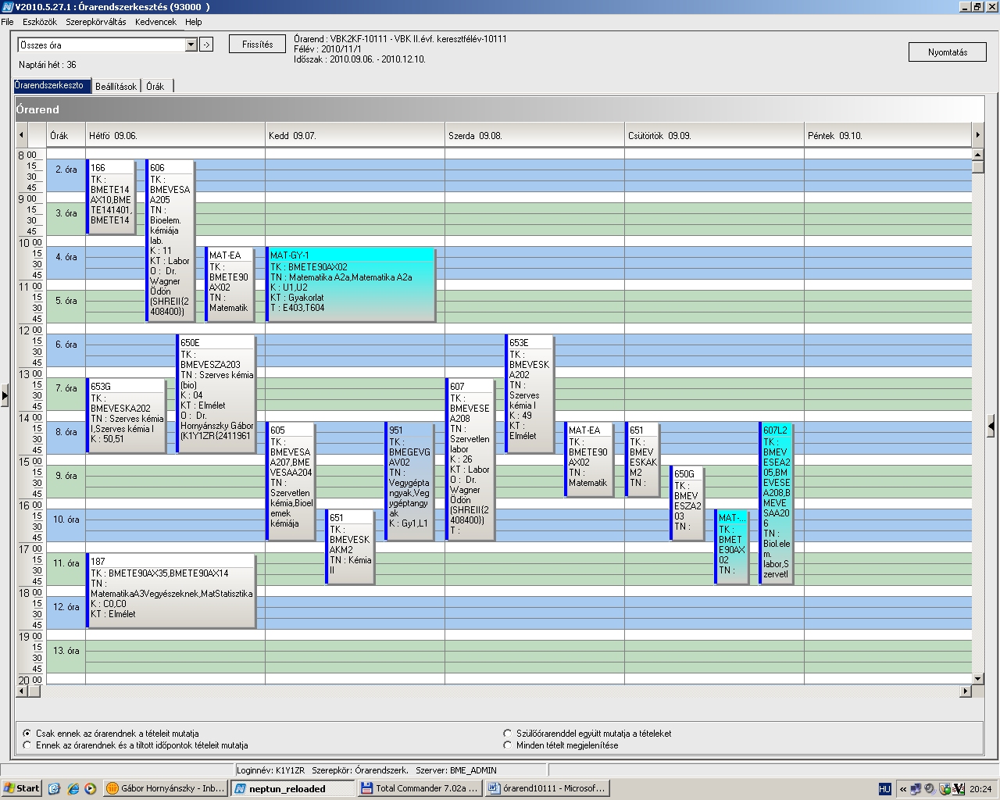 V2010.5.27.1 : Órarendszerkesztés (93000 )
File Eszközök Szerepkörváltás Kedvencek Help
Összes óra
->
Frissítés
Órarend : VBK2KF-10111 - VBK II.évf. keresztfélév-10111
Félév : 2010/11/1
Időszak : 2010.09.06. - 2010.12.10.
Nyomtatás
Naptári hét : 36
Órarendszerkeszto Beállítások Órák
Órarend
Órák Hétfő 09.06. Kedd 09.07. Szerda 09.08. Csütörtök 09.09. Péntek 09.10.
8 00
15
30
45
9 00
15
30
45
10 00
15
30
45
11 00
15
30
45
12 00
15
30
45
13 00
15
30
45
14 00
15
30
45
15 00
15
30
45
16 00
15
30
45
17 00
15
30
45
18 00
15
30
45
19 00
15
30
45
20 00
2. óra
3. óra
4. óra
5. óra
6. óra
7. óra
8. óra
9. óra
10. óra
11. óra
12. óra
13. óra
166
TK :
BMETE14
AX10,BME
TE141401,
BMETE14
606
TK :
BMEVESA
A205
TN :
Bioelem.
kémiája
lab.
K : 11
KT : Labor
O : Dr.
Wagner
Ödön
(SHREII{2
408400})
MAT-EA
TK :
BMETE90
AX02
TN :
Matematik
650E
TK :
BMEVESZA203
TN : Szerves kémia
(bio)
K : 04
KT : Elmélet
O : Dr.
Hornyánszky Gábor
(K1Y1ZR{2411961
653G
TK :
BMEVESKA202
TN : Szerves kémia
I,Szerves kémia I
K : 50,51
187
TK : BMETE90AX35,BMETE90AX14
TN :
MatematikaA3Vegyészeknek,MatStatisztika
K : C0,C0
KT : Elmélet
MAT-GY-1
TK : BMETE90AX02
TN : Matematika A2a,Matematika A2a
K : U1,U2
KT : Gyakorlat
T : E403,T604
605
TK :
BMEVESA
A207,BME
VESAA204
TN :
Szervetlen
kémia,Bioel
emek
kémiája
651
TK :
BMEVESK
AKM2
TN : Kémia
II
951
TK :
BMEGEVG
AV02
TN :
Vegygéptan
gyak,Veg
ygéptangy
ak
K : Gy1,L1
607
TK :
BMEVESE
A208
TN :
Szervetlen
labor
K : 26
KT : Labor
O : Dr.
Wagner
Ödön
(SHREII{2
408400})
T :
653E
TK :
BMEVESK
A202
TN :
Szerves
kémia I
K : 49
KT :
Elmélet
MAT-EA
TK :
BMETE90
AX02
TN :
Matematik
651
TK :
BMEV
ESKAK
M2
TN :
650G
TK :
BMEV
ESZA2
03
TN :
MAT-...
TK :
BMET
E90AX
02
TN :
607L2
TK :
BMEV
ESEA2
05,BM
EVESE
A208,B
MEVE
SAA20
6
TN :
Biol.ele
m.
labor,S
zervetl
Csak ennek az órarendnek a tételeit mutatja
Ennek az órarendnek és a tiltott időpontok tételeit mutatja
Szülőórarenddel együtt mutatja a tételeket
Minden tételt megjelenítése
Loginnév: K1Y1ZR Szerepkör: Órarendszerk. Szerver: BME_ADMIN
Start
Gábor Hornyánszky - Inb...
neptun_reloaded
Total Commander 7.02a ...
órarend10111 - Microsof...
HU
«
20:24